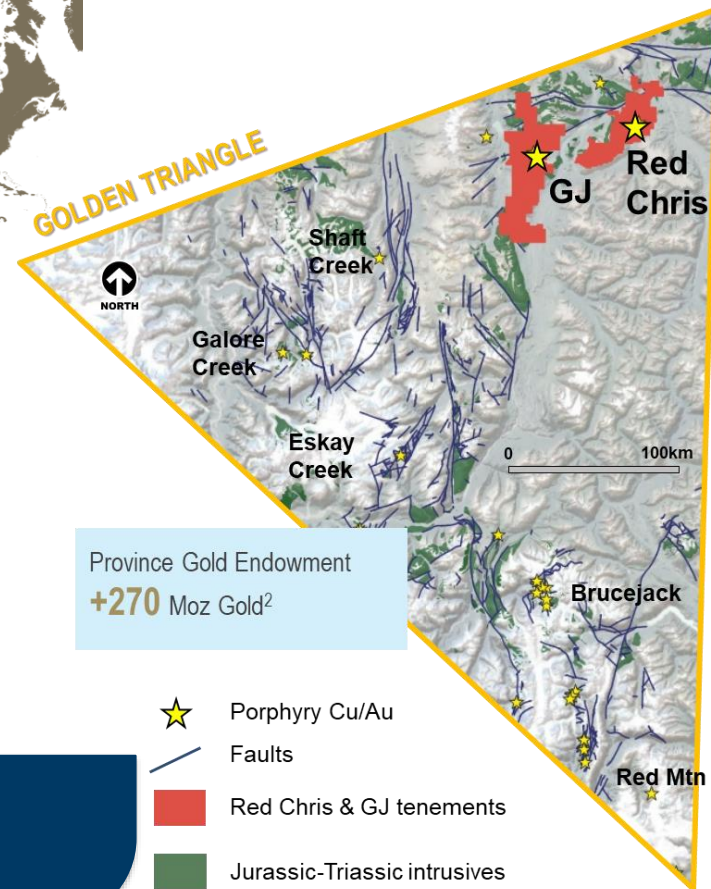 GOLDEN TRIANGLE
NORTH
Red
Chris
GJ
Shaft
Creek
Galore
Creek
Eskay
Creek
0 100km
Province Gold Endowment
+270 Moz Gold²
Brucejack
Red Mtn
Porphyry Cu/Au
Faults
Red Chris & GJ tenements
Jurassic-Triassic intrusives